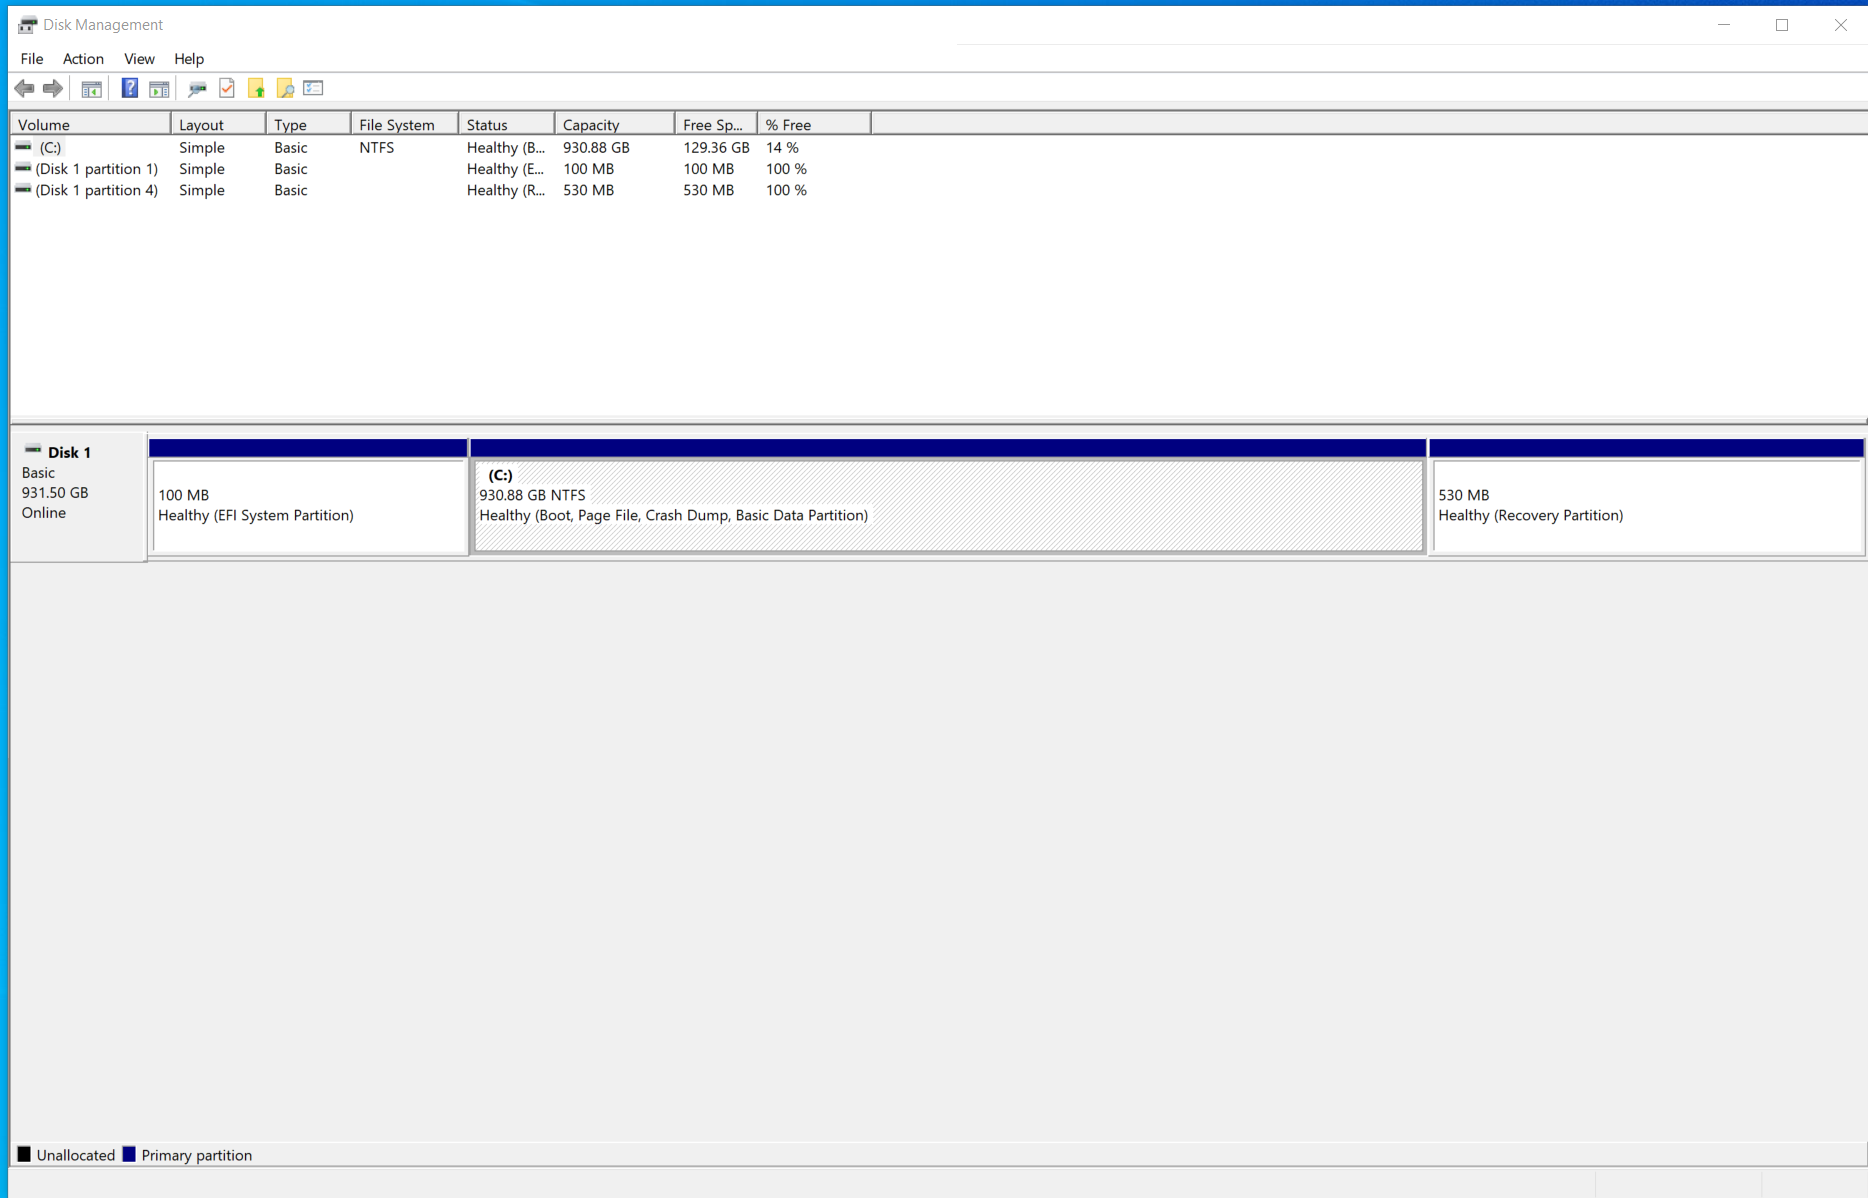 Disk Management
File Action View Help
Volume Layout Type File System Status Capacity Free Sp... % Free
(C:) Simple Basic NTFS Healthy (B... 930.88 GB 129.36 GB 14 %
(Disk 1 partition 1) Simple Basic Healthy (E... 100 MB 100 MB 100 %
(Disk 1 partition 4) Simple Basic Healthy (R... 530 MB 530 MB 100 %
Disk 1
Basic
931.50 GB
Online
100 MB
Healthy (EFI System Partition)
(C:)
930.88 GB NTFS
Healthy (Boot, Page File, Crash Dump, Basic Data Partition)
530 MB
Healthy (Recovery Partition)
Unallocated Primary partition